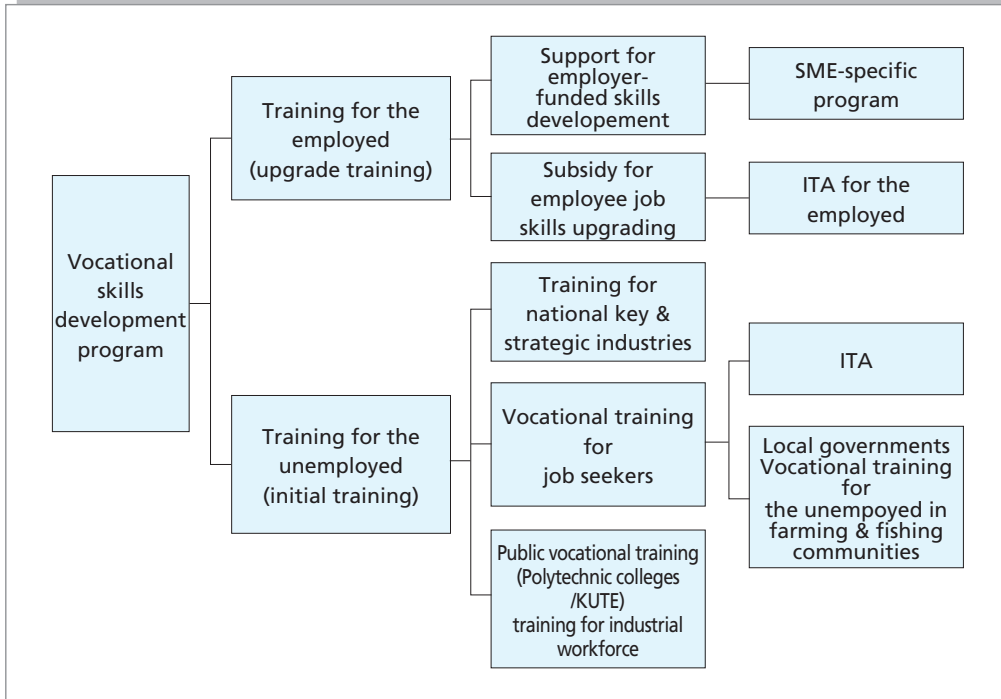 Vocational
skills
development
program
Training for the
employed
(upgrade training)
Support for
employer-
funded skills
developement
SME-specific
program
Subsidy for
employee job
skills upgrading
ITA for the
employed
Training for the
unemployed
(initial training)
Training for
national key &
strategic industries
Vocational training
for
job seekers
ITA
Local governments
Vocational training
for
the unempoyed in
farming & fishing
communities
Public vocational training
(Polytechnic colleges
/KUTE)
training for industrial
workforce